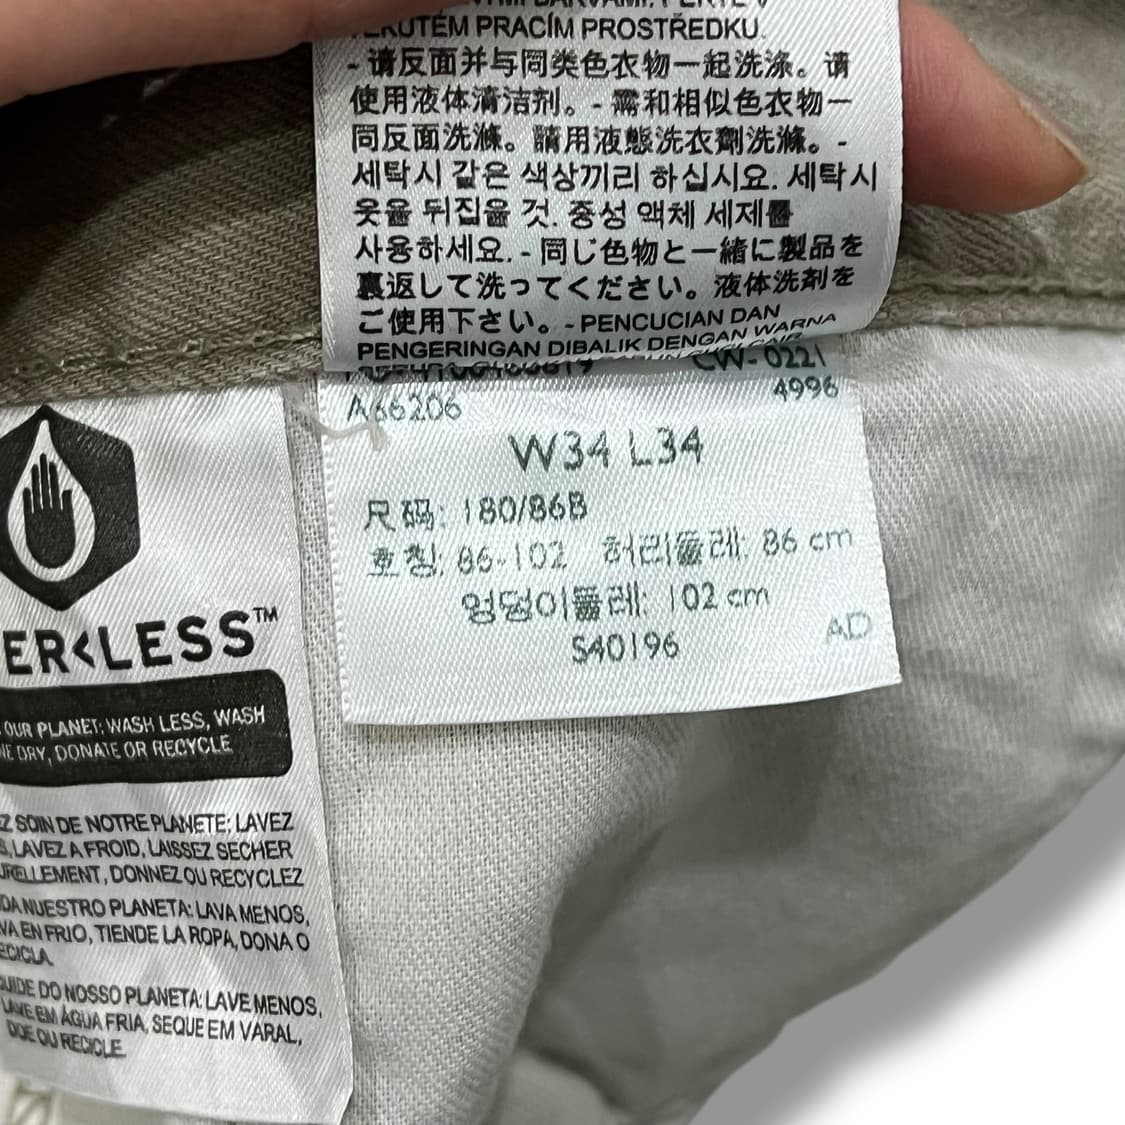 PRACÍM PROSTŘEDKU.
- 请反面并与同类色衣物一起洗涤。请
使用液体清洁剂。- 需和相似色衣物一
同反面洗滌。請用液態洗衣劑洗滌。-
세탁시 같은 색상끼리 하십시요. 세탁시
옷을 뒤집을 것. 중성 액체 세제를
사용하세요. - 同じ色物と一緒に製品を
裏返して洗ってください。液体洗剤を
ご使用下さい。- PENCUCIAN DAN
PENGERINGAN DIBALIK DENGAN WARNA
CW-0221
4996
A66206
W34 L34
尺码: 180/86B
호칭: 86-102 허리둘레: 86 cm
엉덩이둘레: 102 cm
S40196
AD
ER<LESS™
OUR PLANET: WASH LESS, WASH
DRY, DONATE OR RECYCLE
SOIN DE NOTRE PLANETE: LAVEZ
LAVEZ A FROID, LAISSEZ SECHER
DONNEZ OU RECYCLEZ
NUESTRO PLANETA: LAVA MENOS,
EN FRIO, TIENDE LA ROPA, DONA O
DO NOSSO PLANETA: LAVE MENOS,
EM ÁGUA FRIA, SEQUE EM VARAL,
OU RECICLE